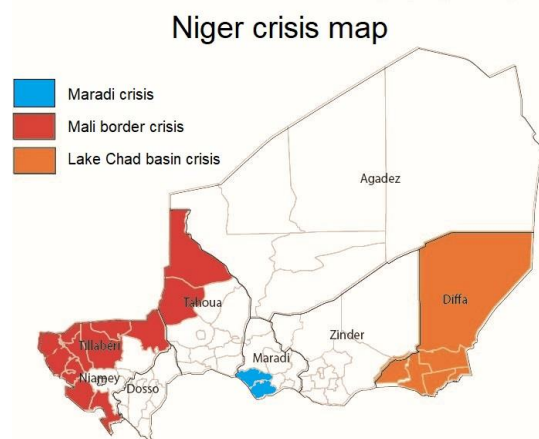 Niger crisis map
Maradi crisis
Mali border crisis
Lake Chad basin crisis
Agadez
Diffa
Tahoua
Zinder
Tillaberi
Maradi
Niamey
Dosso